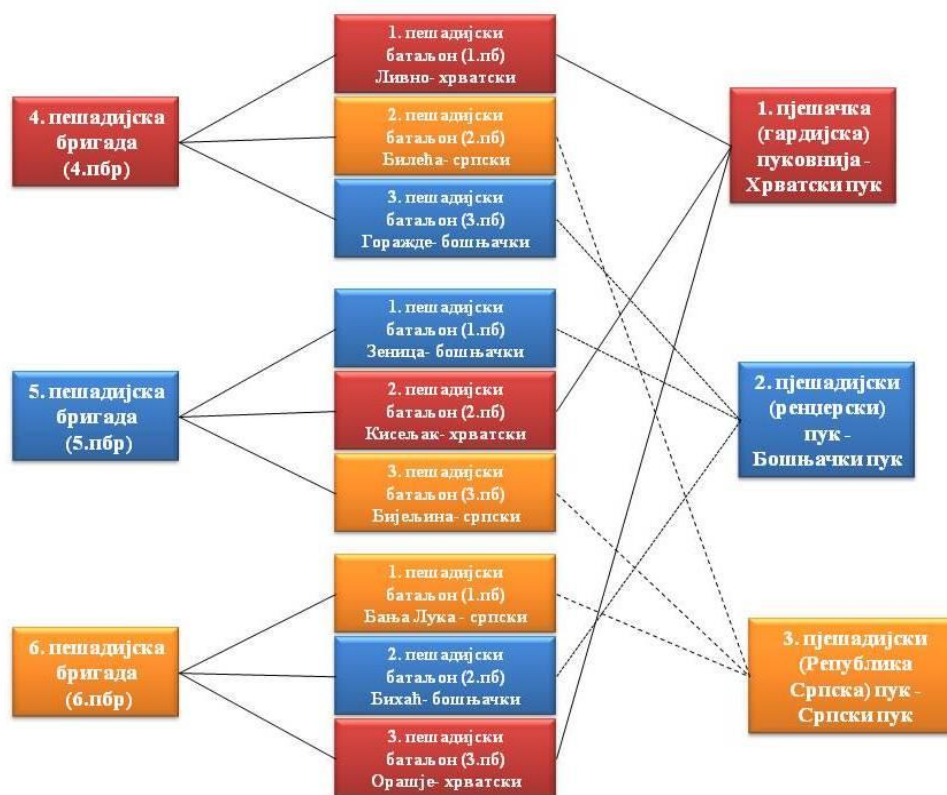 4. пешадијска
бригада
(4.пбр)
5. пешадијска
бригада
(5.пбр)
6. пешадијска
бригада
(6.пбр)
1. пешадијски
батаљон (1.пб)
Ливно- хрватски
2. пешадијски
батаљон (2.пб)
Билећа- српски
3. пешадијски
батаљон (3.пб)
Горажде- бошњачки
1. пешадијски
батаљон (1.пб)
Зеница- бошњачки
2. пешадијски
батаљон (2.пб)
Кисељак- хрватски
3. пешадијски
батаљон (3.пб)
Бијељина- српски
1. пешадијски
батаљон (1.пб)
Бања Лука - српски
2. пешадијски
батаљон (2.пб)
Бихаћ- бошњачки
3. пешадијски
батаљон (3.пб)
Орашје- хрватски
1. пјешачка
(гардијска)
пуковнија -
Хрватски пук
2. пјешадијски
(ренџерски)
пук -
Бошњачки пук
3. пјешадијски
(Република
Српска) пук -
Српски пук